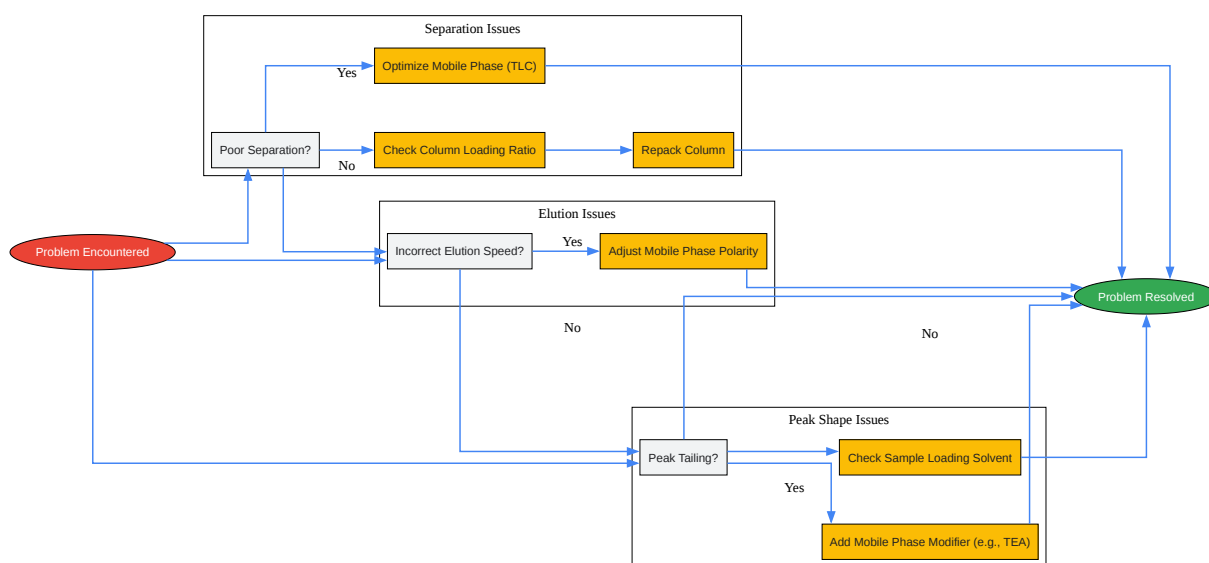 Separation Issues
Optimize Mobile Phase (TLC)
Yes
Poor Separation?
Check Column Loading Ratio
Repack Column
No
Elution Issues
Problem Encountered
Incorrect Elution Speed?
Yes
Adjust Mobile Phase Polarity
Problem Resolved
No
No
Peak Shape Issues
Peak Tailing?
Check Sample Loading Solvent
Yes
Add Mobile Phase Modifier (e.g., TEA)